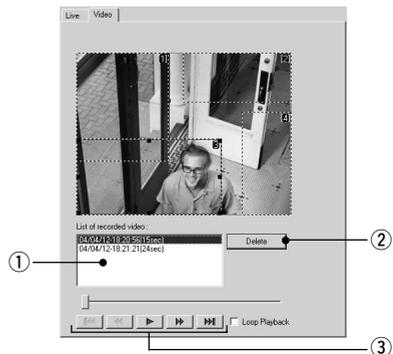 Live Video
[1] [2]
[4]
3
List of recorded video :
04/04/12-18:20:56(15sec)
04/04/12-18:21:21(24sec)
Delete
①
②
Loop Playback
③